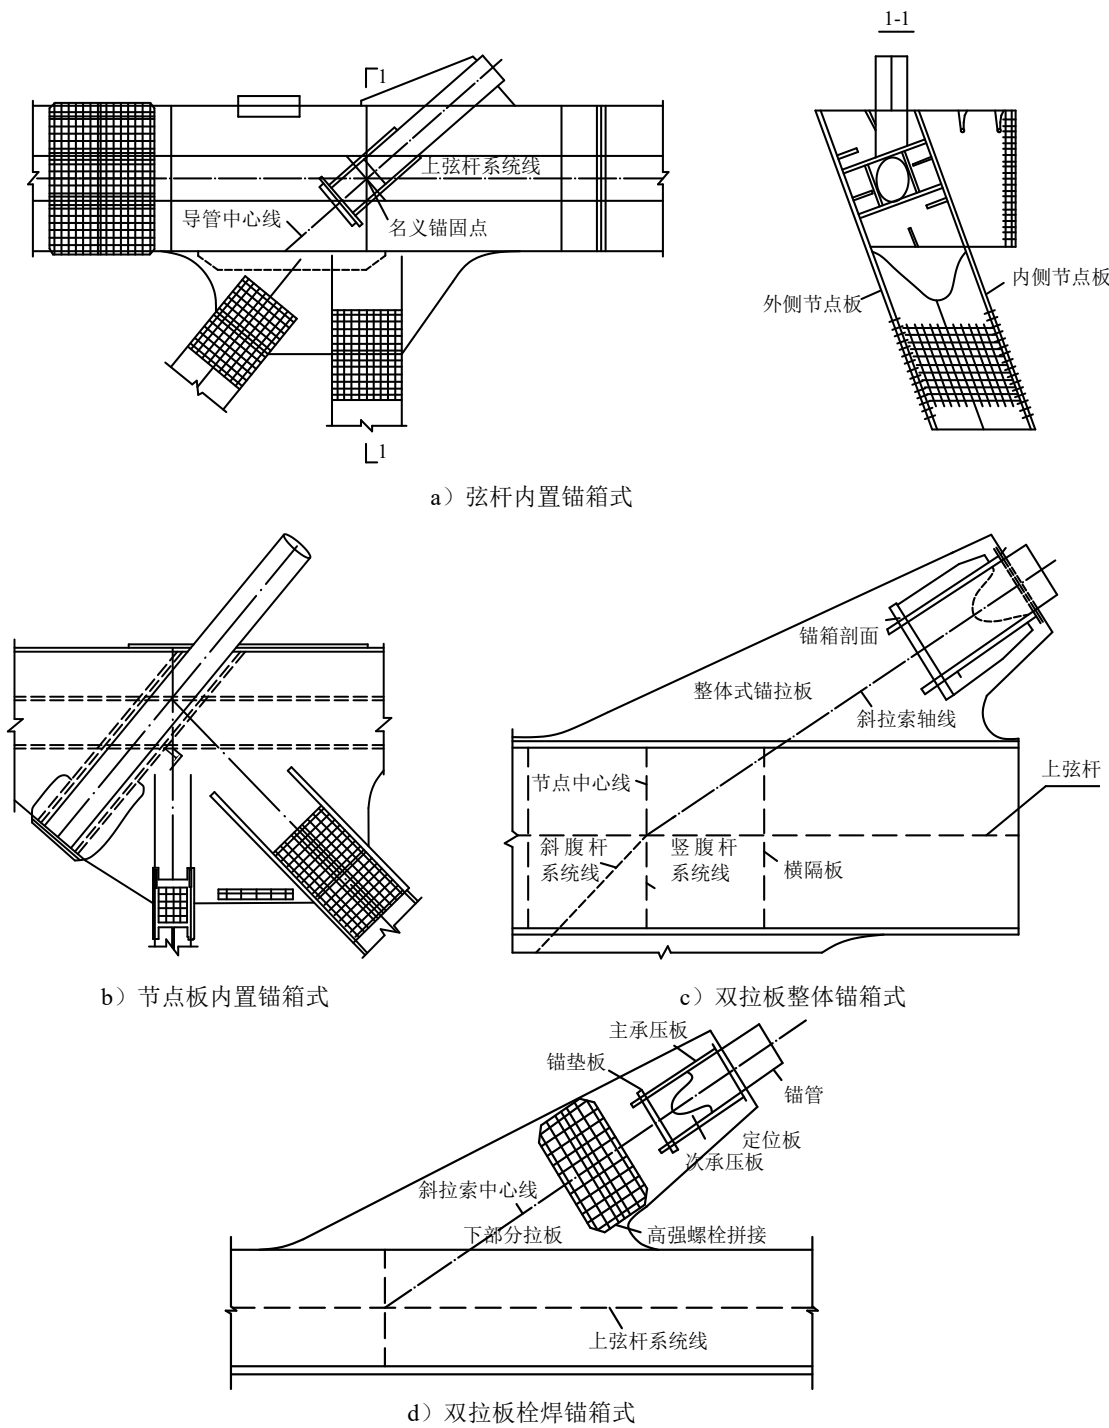 1-1
1
上弦杆系统线
导管中心线
名义锚固点
外侧节点板
内侧节点板
1
a）弦杆内置锚箱式
锚箱剖面
整体式锚拉板
斜拉索轴线
节点中心线
上弦杆
斜腹杆
系统线
竖腹杆
系统线
横隔板
b）节点板内置锚箱式
c）双拉板整体锚箱式
主承压板
锚垫板
锚管
定位板
次承压板
斜拉索中心线
下部分拉板
高强螺栓拼接
上弦杆系统线
d）双拉板栓焊锚箱式